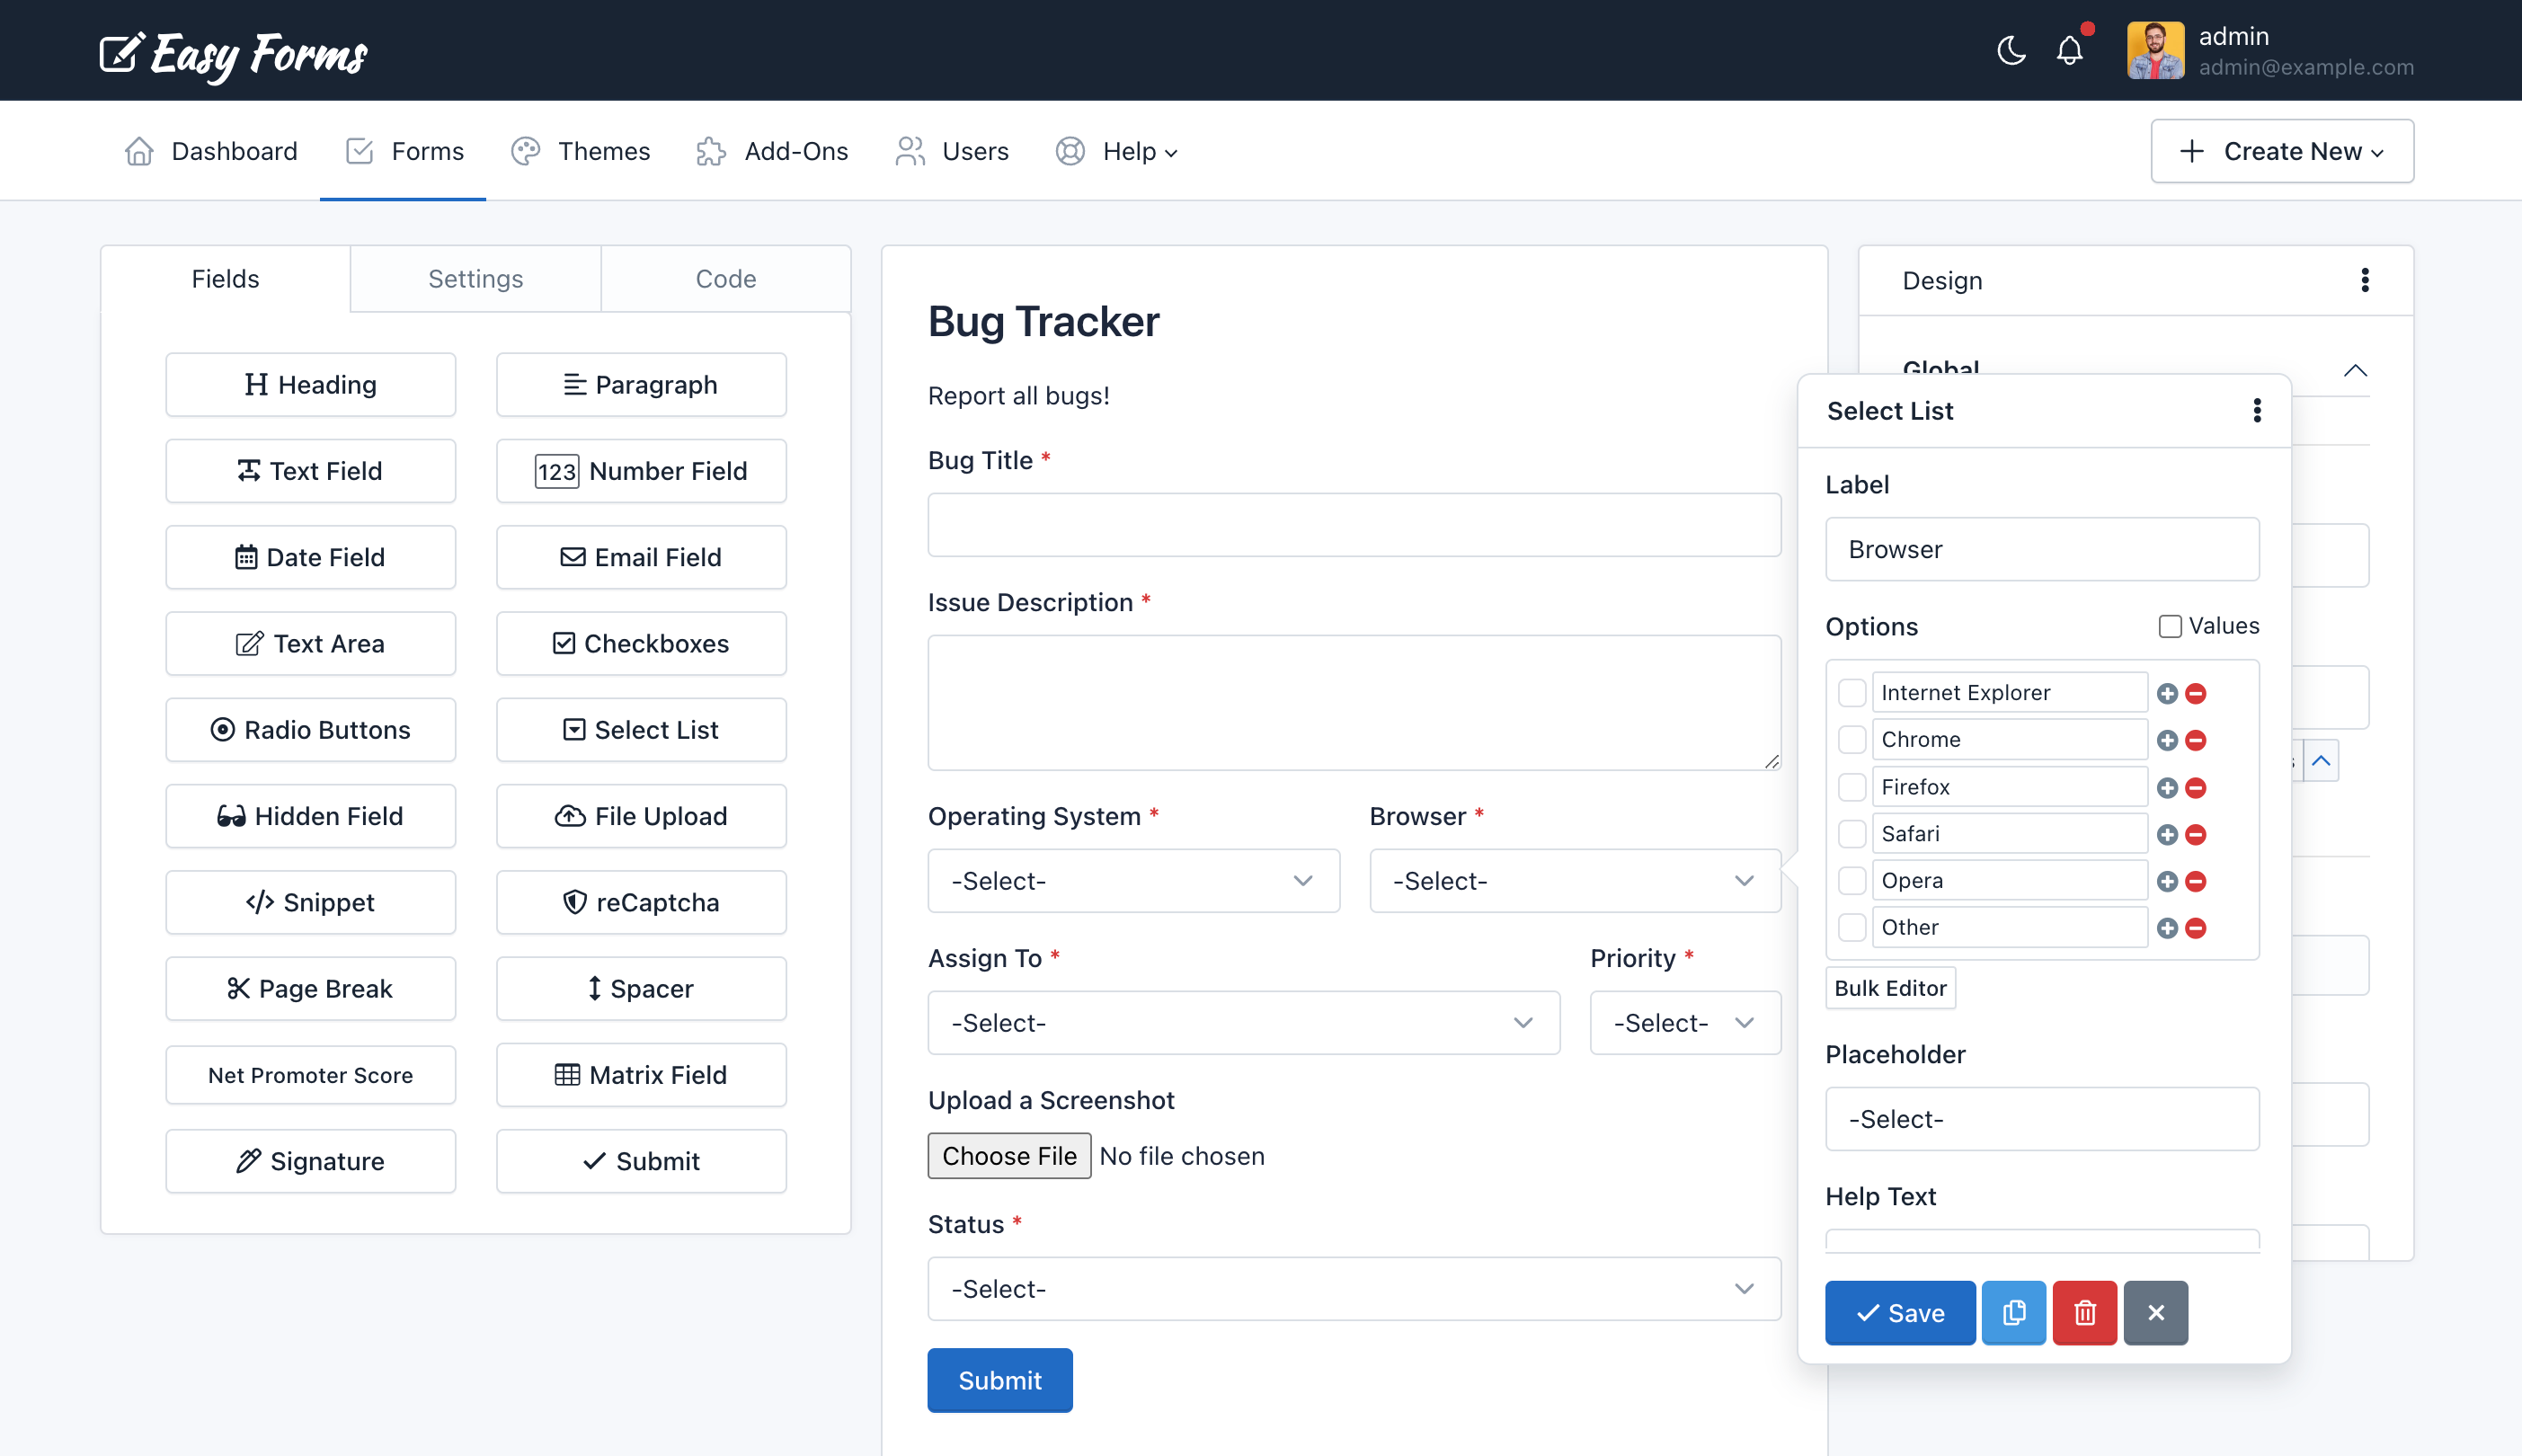 Easy Forms
admin
admin@example.com
Dashboard
Forms
Themes
Add-Ons
Users
Help
Create New
Fields
Settings
Code
Heading
Paragraph
Text Field
123 Number Field
Date Field
Email Field
Text Area
Checkboxes
Radio Buttons
Select List
Hidden Field
File Upload
Snippet
reCaptcha
Page Break
Spacer
Net Promoter Score
Matrix Field
Signature
Submit
Bug Tracker
Report all bugs!
Bug Title *
Issue Description *
Operating System *
Browser *
-Select-
-Select-
Assign To *
Priority *
-Select-
-Select-
Upload a Screenshot
Choose File No file chosen
Status *
-Select-
Submit
Design
Global
Select List
Label
Browser
Options
Values
Internet Explorer
Chrome
Firefox
Safari
Opera
Other
Bulk Editor
Placeholder
-Select-
Help Text
Save